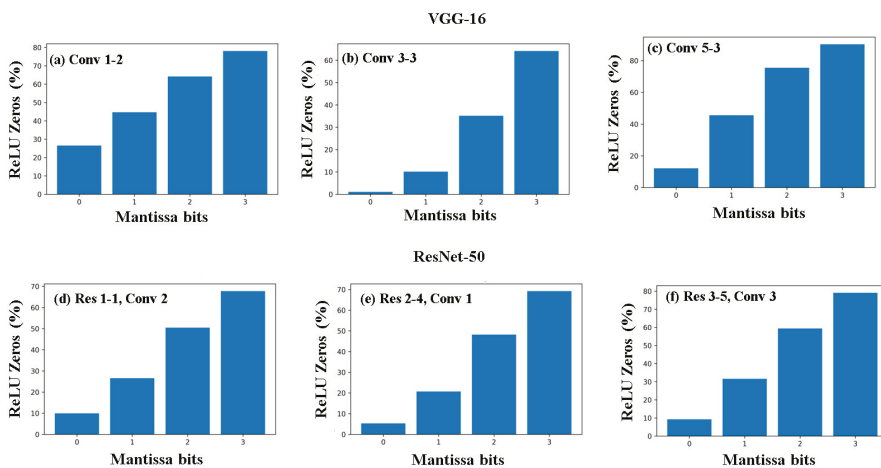 VGG-16
(a) Conv 1-2
ReLU Zeros (%)
80
70
60
50
40
30
20
10
0
0 1 2 3
Mantissa bits
(b) Conv 3-3
ReLU Zeros (%)
60
50
40
30
20
10
0
0 1 2 3
Mantissa bits
(c) Conv 5-3
ReLU Zeros (%)
80
60
40
20
0
0 1 2 3
Mantissa bits
ResNet-50
(d) Res 1-1, Conv 2
ReLU Zeros (%)
70
60
50
40
30
20
10
0
0 1 2 3
Mantissa bits
(e) Res 2-4, Conv 1
ReLU Zeros (%)
70
60
50
40
30
20
10
0
0 1 2 3
Mantissa bits
(f) Res 3-5, Conv 3
ReLU Zeros (%)
80
70
60
50
40
30
20
10
0
0 1 2 3
Mantissa bits